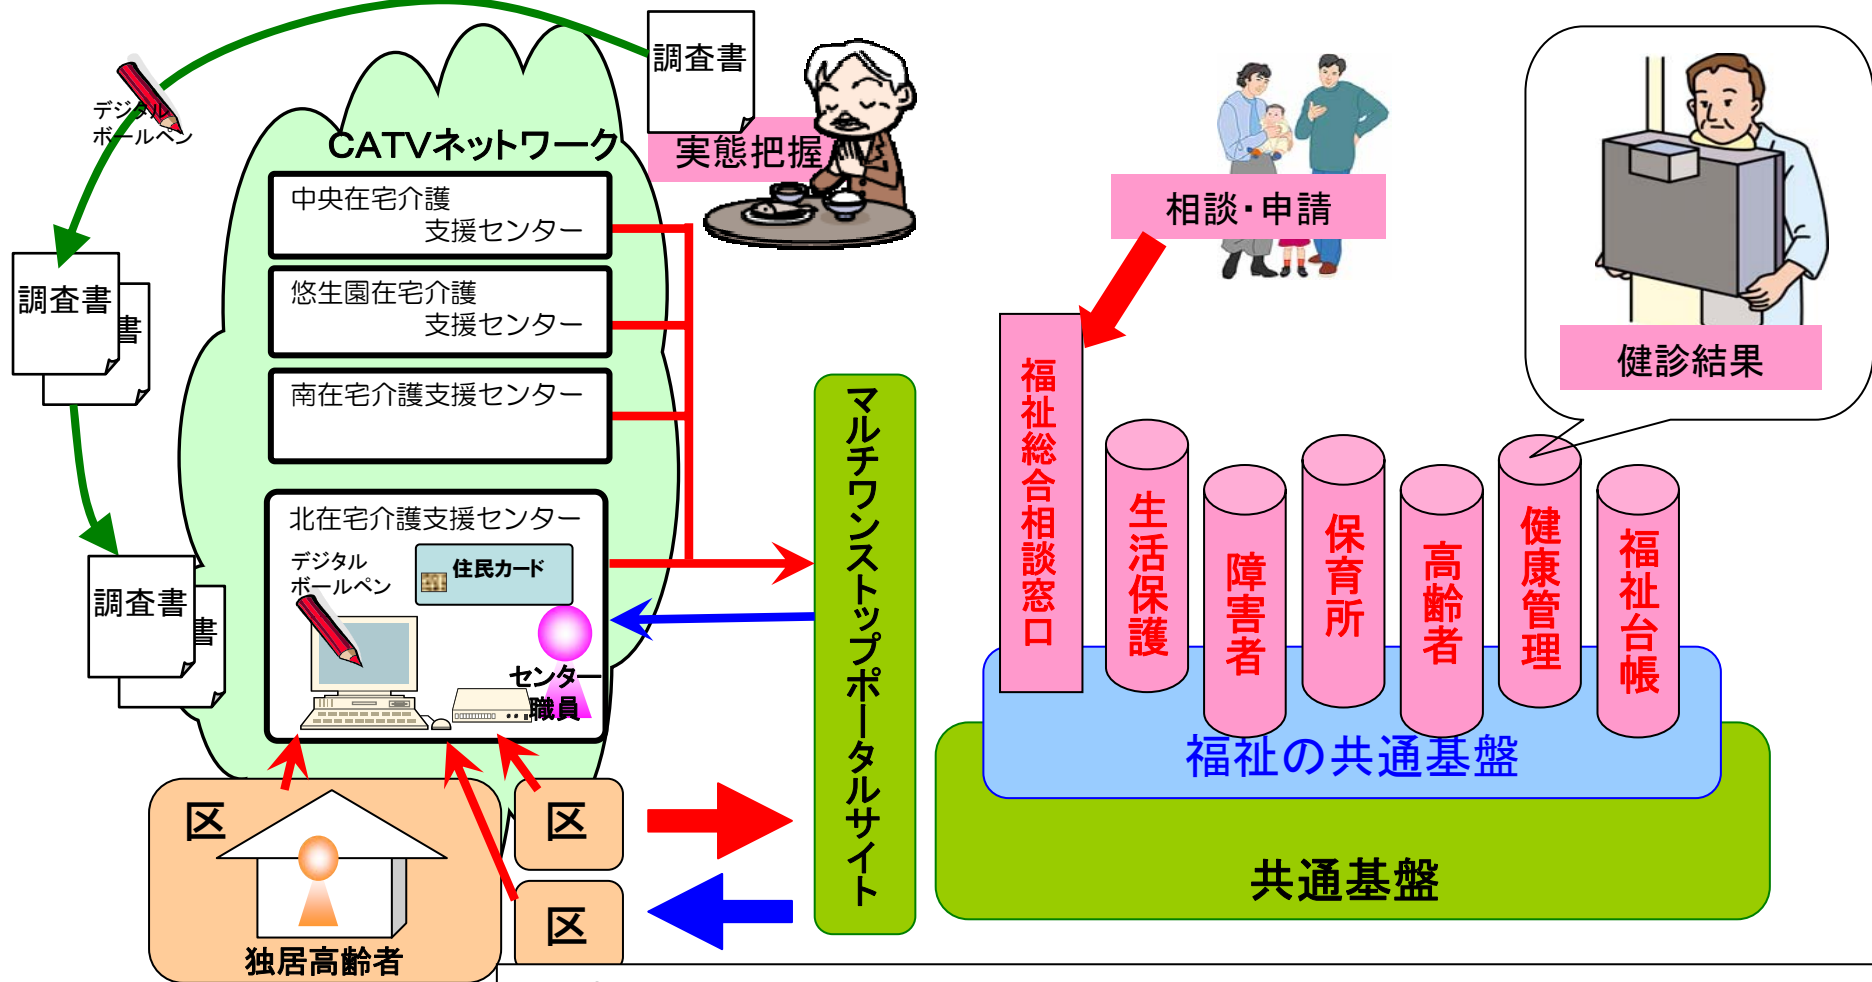 調査書
デジタル
ボールペン
CATVネットワーク
実態把握
中央在宅介護
支援センター
悠生園在宅介護
支援センター
南在宅介護支援センター
北在宅介護支援センター
デジタル
ボールペン
住民カード
センター
職員
調査書
書
調査書
書
区
独居高齢者
区
区
マルチワンストップポータルサイト
相談・申請
健診結果
福祉総合相談窓口
生活保護
障害者
保育所
高齢者
健康管理
福祉台帳
福祉の共通基盤
共通基盤